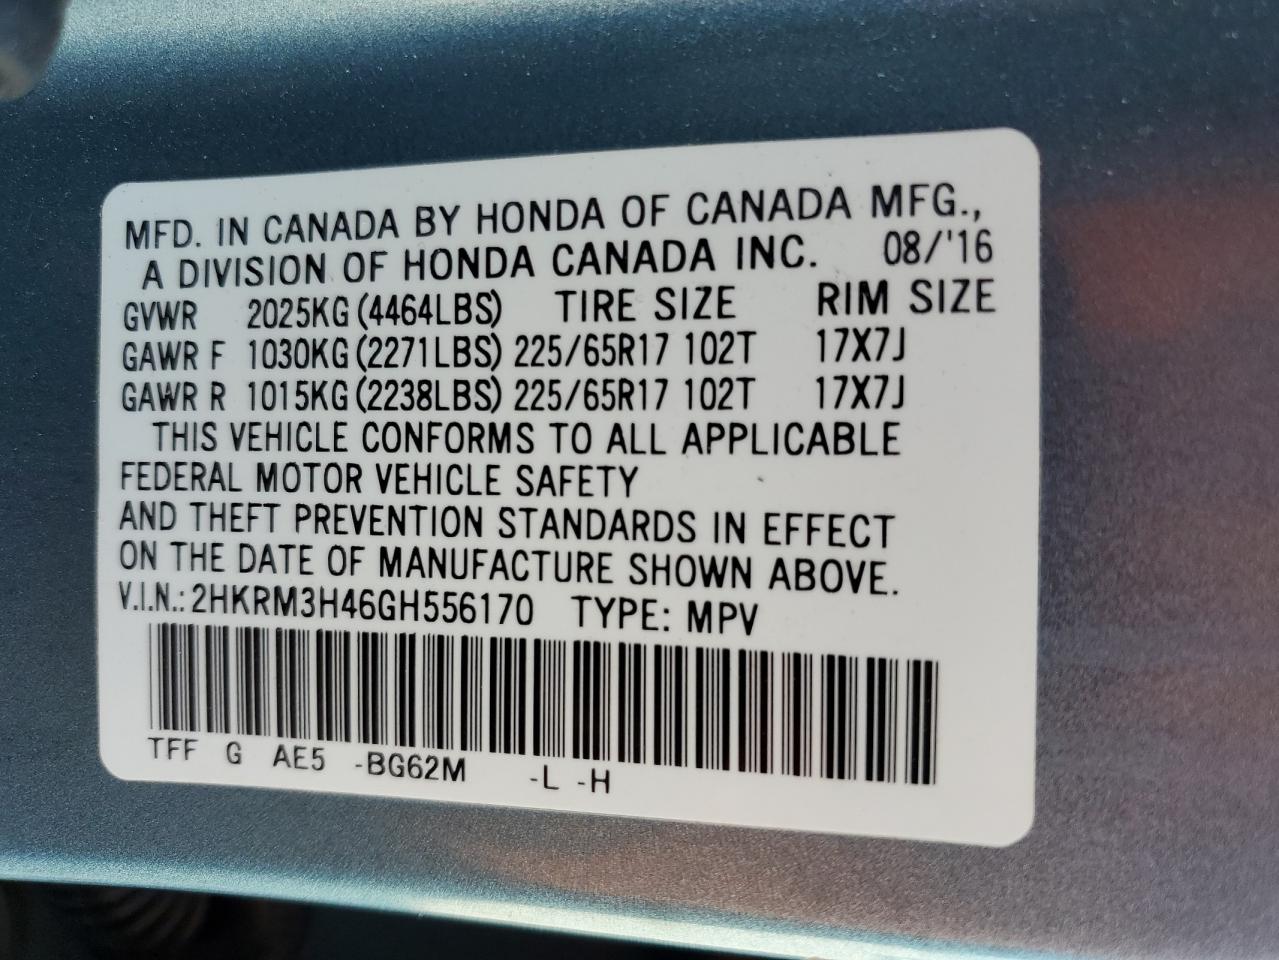 MFD. IN CANADA BY HONDA OF CANADA MFG.,
A DIVISION OF HONDA CANADA INC. 08/'16
GVWR 2025KG (4464LBS) TIRE SIZE RIM SIZE
GAWR F 1030KG (2271LBS) 225/65R17 102T 17X7J
GAWR R 1015KG (2238LBS) 225/65R17 102T 17X7J
THIS VEHICLE CONFORMS TO ALL APPLICABLE
FEDERAL MOTOR VEHICLE SAFETY
AND THEFT PREVENTION STANDARDS IN EFFECT
ON THE DATE OF MANUFACTURE SHOWN ABOVE.
V.I.N.: 2HKRM3H46GH556170 TYPE: MPV
TFF G AE5 -BG62M -L -H